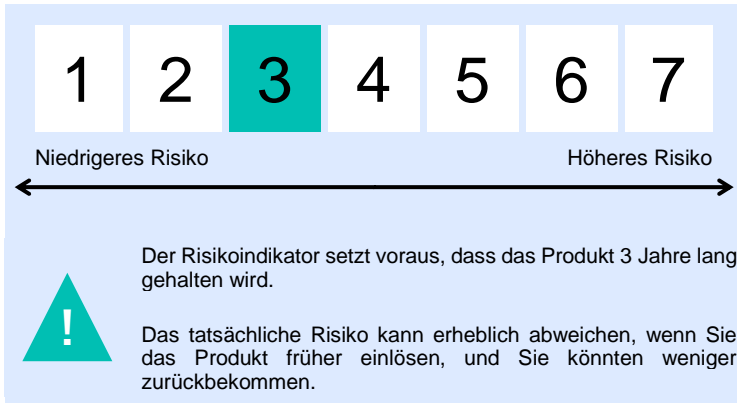 1 2 3 4 5 6 7
Niedrigeres Risiko Höheres Risiko
Der Risikoindikator setzt voraus, dass das Produkt 3 Jahre lang
gehalten wird.
!
Das tatsächliche Risiko kann erheblich abweichen, wenn Sie
das Produkt früher einlösen, und Sie könnten weniger
zurückbekommen.